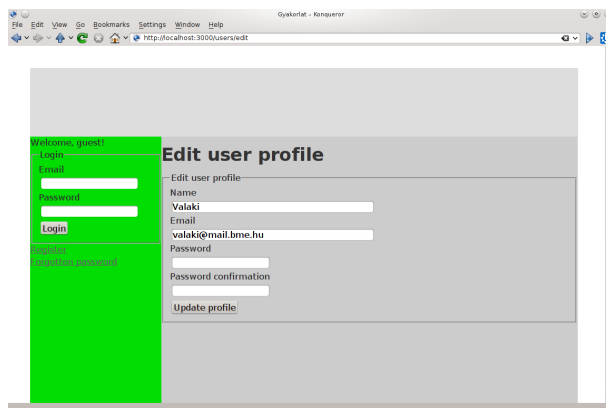 Gyakorlat - Konqueror
File Edit View Go Bookmarks Settings Window Help
http://localhost:3000/users/edit
Welcome, guest!
Login
Email
Password
Login
Register
Forgotten password
Edit user profile
Edit user profile
Name
Valaki
Email
valaki@mail.bme.hu
Password
Password confirmation
Update profile